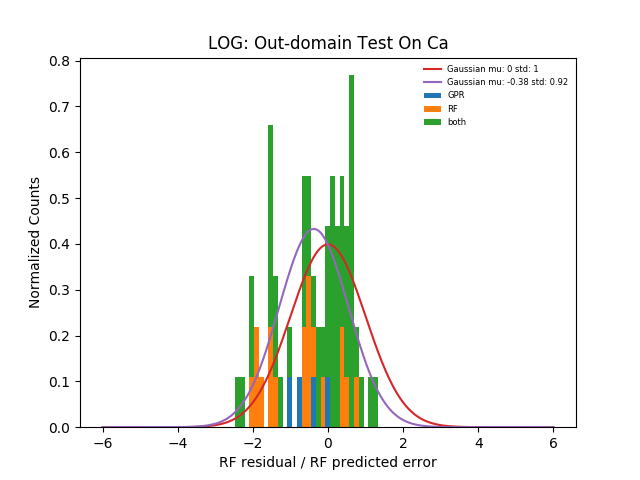 LOG: Out-domain Test On Ca
Gaussian mu: 0 std: 1
Gaussian mu: -0.38 std: 0.92
GPR
RF
both
Normalized Counts
0.8
0.7
0.6
0.5
0.4
0.3
0.2
0.1
0.0
−6 −4 −2 0 2 4 6
RF residual / RF predicted error